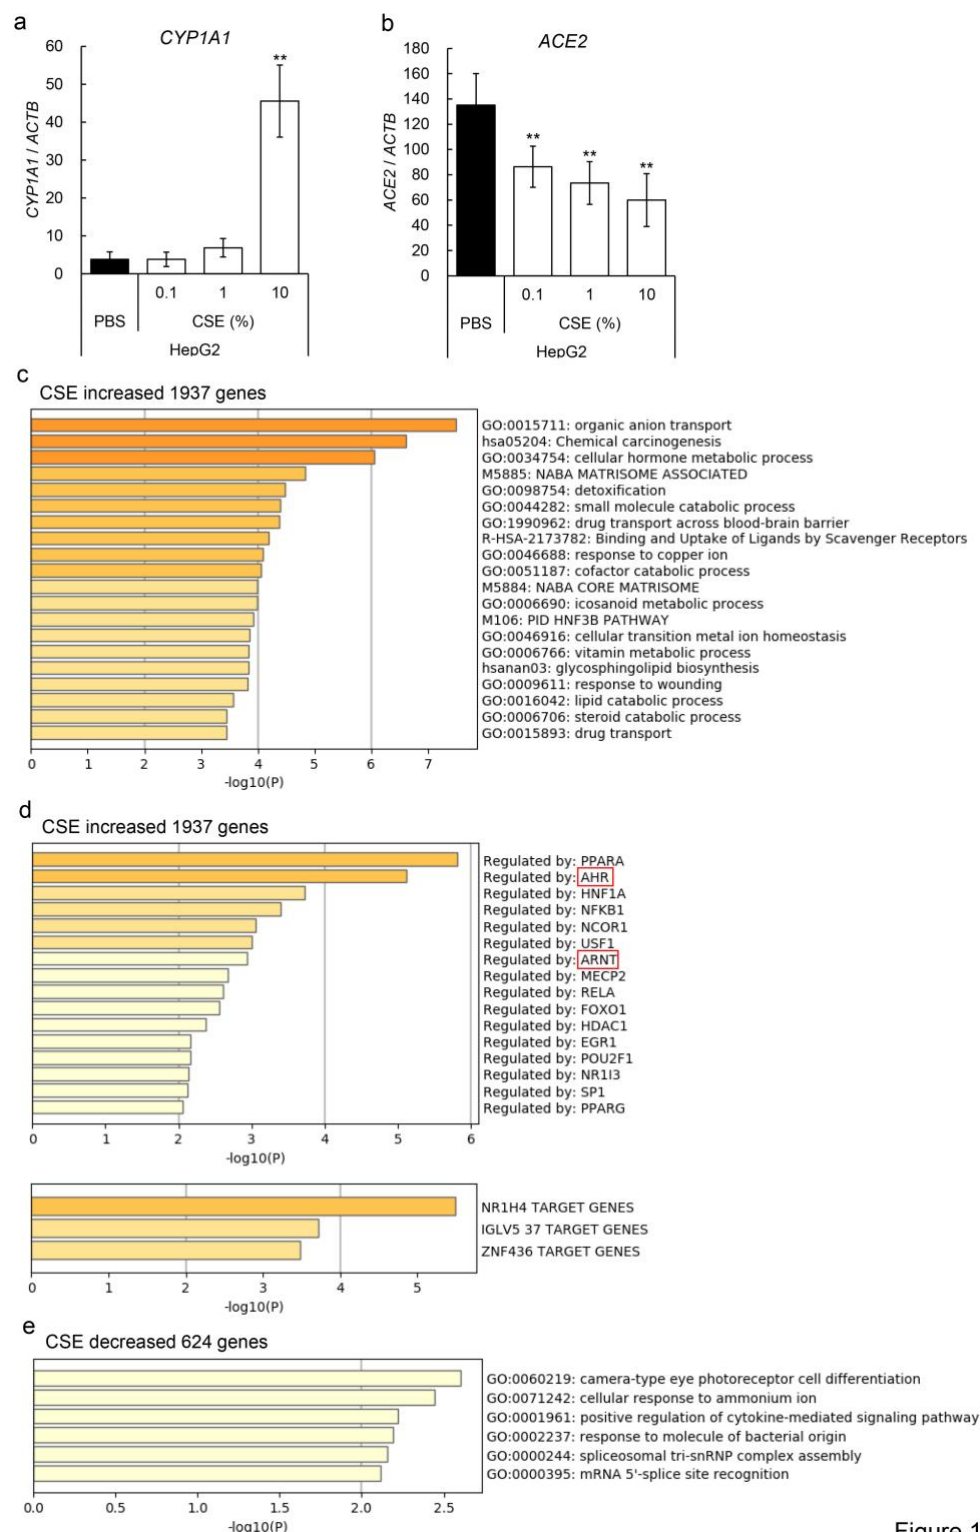 a
CYP1A1
60
50
40
30
20
10
0
CYP1A1 / ACTB
**
0.1 1 10
PBS CSE (%)
HepG2
b
ACE2
180
160
140
120
100
80
60
40
20
0
ACE2 / ACTB
** ** **
0.1 1 10
PBS CSE (%)
HepG2
c
CSE increased 1937 genes
GO:0015711: organic anion transport
hsa05204: Chemical carcinogenesis
GO:0034754: cellular hormone metabolic process
M5885: NABA MATRISOME ASSOCIATED
GO:0098754: detoxification
GO:0044282: small molecule catabolic process
GO:1990962: drug transport across blood-brain barrier
R-HSA-2173782: Binding and Uptake of Ligands by Scavenger Receptors
GO:0046688: response to copper ion
GO:0051187: cofactor catabolic process
M5884: NABA CORE MATRISOME
GO:0006690: icosanoid metabolic process
M106: PID HNF3B PATHWAY
GO:0046916: cellular transition metal ion homeostasis
GO:0006766: vitamin metabolic process
hsanan03: glycosphingolipid biosynthesis
GO:0009611: response to wounding
GO:0016042: lipid catabolic process
GO:0006706: steroid catabolic process
GO:0015893: drug transport
0 1 2 3 4 5 6 7
-log10(P)
d
CSE increased 1937 genes
Regulated by: PPARA
Regulated by: AHR
Regulated by: HNF1A
Regulated by: NFKB1
Regulated by: NCOR1
Regulated by: USF1
Regulated by: ARNT
Regulated by: MECP2
Regulated by: RELA
Regulated by: FOXO1
Regulated by: HDAC1
Regulated by: EGR1
Regulated by: POU2F1
Regulated by: NR1I3
Regulated by: SP1
Regulated by: PPARG
0 1 2 3 4 5 6
-log10(P)
NR1H4 TARGET GENES
IGLV5 37 TARGET GENES
ZNF436 TARGET GENES
0 1 2 3 4 5
-log10(P)
e
CSE decreased 624 genes
GO:0060219: camera-type eye photoreceptor cell differentiation
GO:0071242: cellular response to ammonium ion
GO:0001961: positive regulation of cytokine-mediated signaling pathway
GO:0002237: response to molecule of bacterial origin
GO:0000244: spliceosomal tri-snRNP complex assembly
GO:0000395: mRNA 5'-splice site recognition
0.0 0.5 1.0 1.5 2.0 2.5
-log10(P)
Figure 1